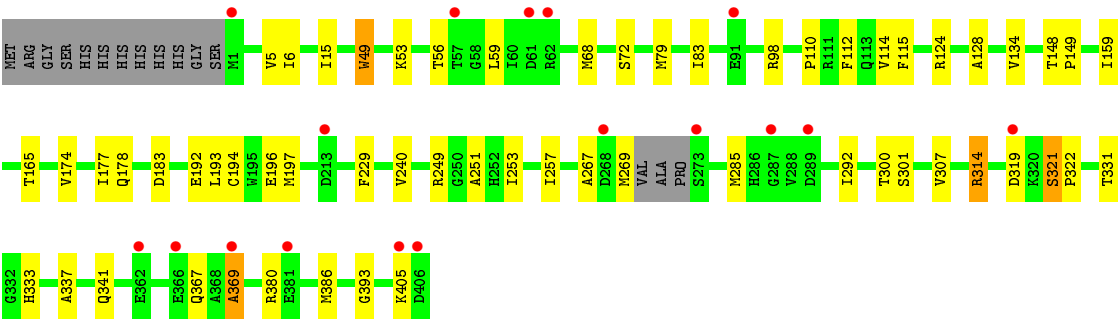 MET ARG GLY SER HIS HIS HIS HIS HIS HIS GLY SER M1 V5 I6 I15 W49 K53 T56 T57 G58 L59 I60 D61 R62 M68 S72 M79 I83 E91 R98 P110 R111 F112 Q113 V114 F115 R124 A128 V134 T148 P149 I159
T165 V174 I177 Q178 D183 E192 L193 C194 W195 E196 M197 D213 F229 V240 R249 G250 A251 H252 I253 I257 A267 D268 M269 VAL ALA PRO S273 M285 H286 G287 V288 D289 I292 T300 S301 V307 R314 D319 K320 S321 P322 T331
G332 H333 A337 Q341 E362 E366 Q367 A368 A369 R380 E381 M386 G393 K405 D406